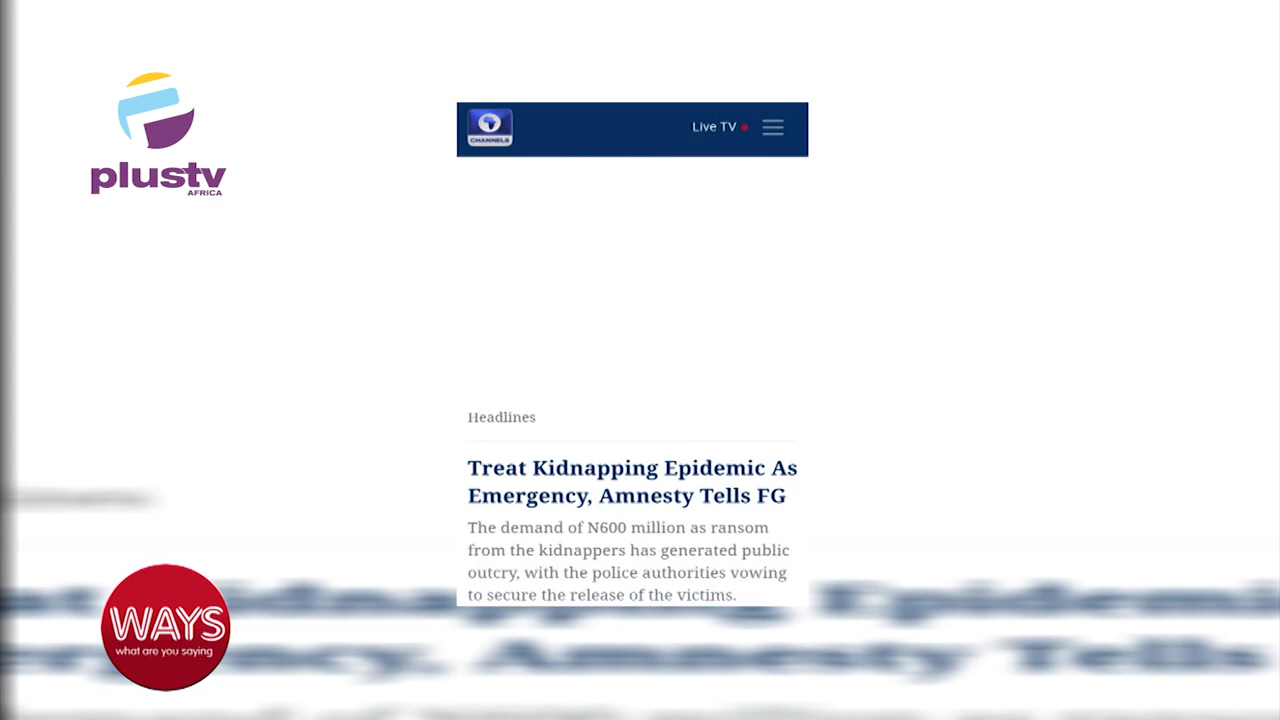 plustv
AFRICA
CHANNELS
Live TV
Headlines
Treat Kidnapping Epidemic As
Emergency, Amnesty Tells FG
The demand of N600 million as ransom
from the kidnappers has generated public
outcry, with the police authorities vowing
to secure the release of the victims.
WAYS
what are you saying